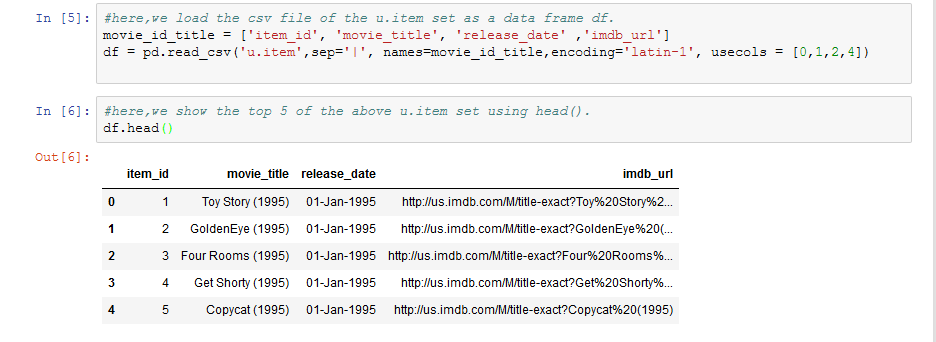 In [5]: #here,we load the csv file of the u.item set as a data frame df.
movie_id_title = ['item_id', 'movie_title', 'release_date' ,'imdb_url']
df = pd.read_csv('u.item',sep='|', names=movie_id_title,encoding='latin-1', usecols = [0,1,2,4])
In [6]: #here,we show the top 5 of the above u.item set using head().
df.head()
Out[6]:
item_id movie_title release_date imdb_url
0 1 Toy Story (1995) 01-Jan-1995 http://us.imdb.com/M/title-exact?Toy%20Story%2...
1 2 GoldenEye (1995) 01-Jan-1995 http://us.imdb.com/M/title-exact?GoldenEye%20(...
2 3 Four Rooms (1995) 01-Jan-1995 http://us.imdb.com/M/title-exact?Four%20Rooms%...
3 4 Get Shorty (1995) 01-Jan-1995 http://us.imdb.com/M/title-exact?Get%20Shorty%...
4 5 Copycat (1995) 01-Jan-1995 http://us.imdb.com/M/title-exact?Copycat%20(1995)